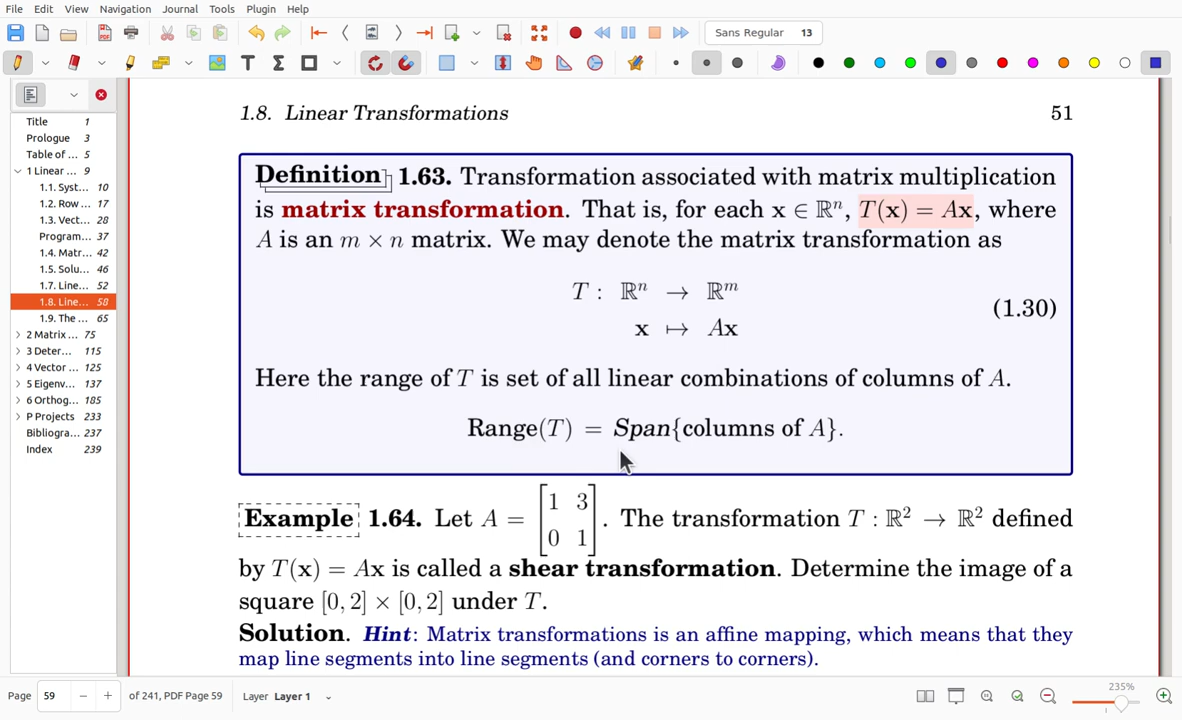 File Edit View Navigation Journal Tools Plugin Help
Sans Regular 13
Title 1
Prologue 3
Table of ... 5
1 Linear ... 9
1.1. Syst... 10
1.2. Row ... 17
1.3. Vect... 28
Program... 37
1.4. Matr... 42
1.5. Solu... 46
1.7. Line... 52
1.8. Line... 58
1.9. The ... 65
2 Matrix ... 75
3 Deter... 115
4 Vector ... 125
5 Eigenv... 137
6 Orthog... 185
P Projects 233
Bibliogra... 237
Index 239
1.8. Linear Transformations 51
Definition 1.63. Transformation associated with matrix multiplication
is matrix transformation. That is, for each x ∈ ℝⁿ, T(x) = Ax, where
A is an m × n matrix. We may denote the matrix transformation as
T : ℝⁿ → ℝᵐ
x ↦ Ax
(1.30)
Here the range of T is set of all linear combinations of columns of A.
Range(T) = Span{columns of A}.
Example 1.64. Let A = [1 3; 0 1]. The transformation T : ℝ² → ℝ² defined
by T(x) = Ax is called a shear transformation. Determine the image of a
square [0, 2] × [0, 2] under T.
Solution. Hint: Matrix transformations is an affine mapping, which means that they
map line segments into line segments (and corners to corners).
Page 59 of 241, PDF Page 59 Layer Layer 1 235%